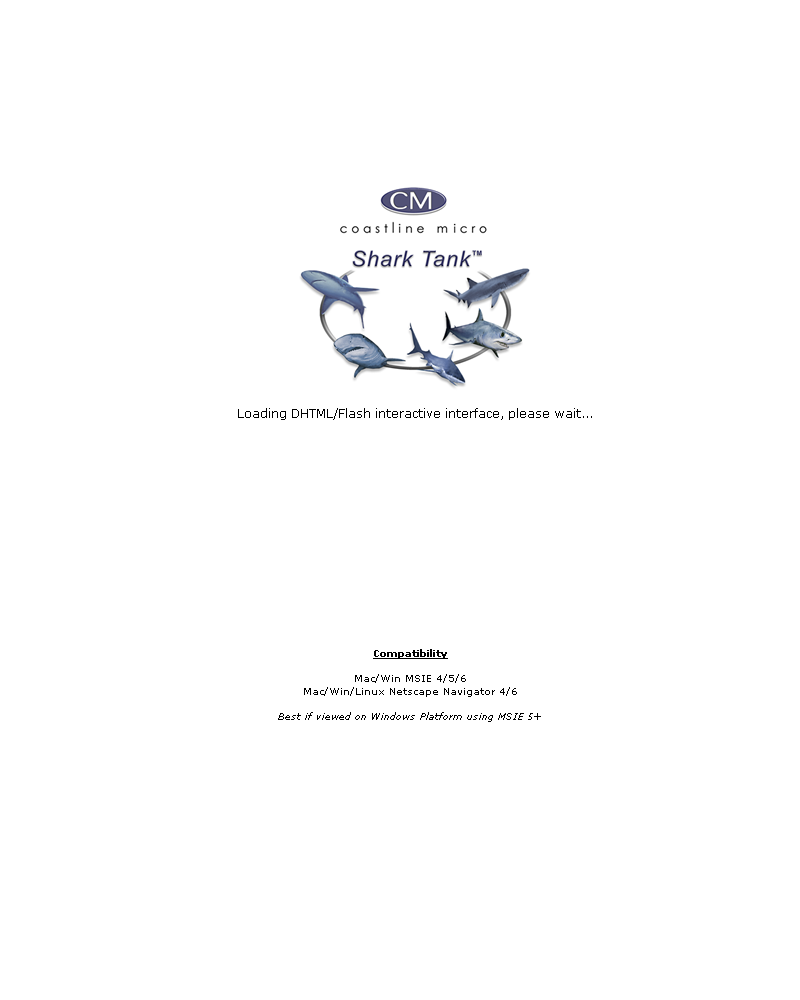 CM
coastline micro
Shark Tank™
Loading DHTML/Flash interactive interface, please wait...
Compatibility
Mac/Win MSIE 4/5/6
Mac/Win/Linux Netscape Navigator 4/6
Best if viewed on Windows Platform using MSIE 5+